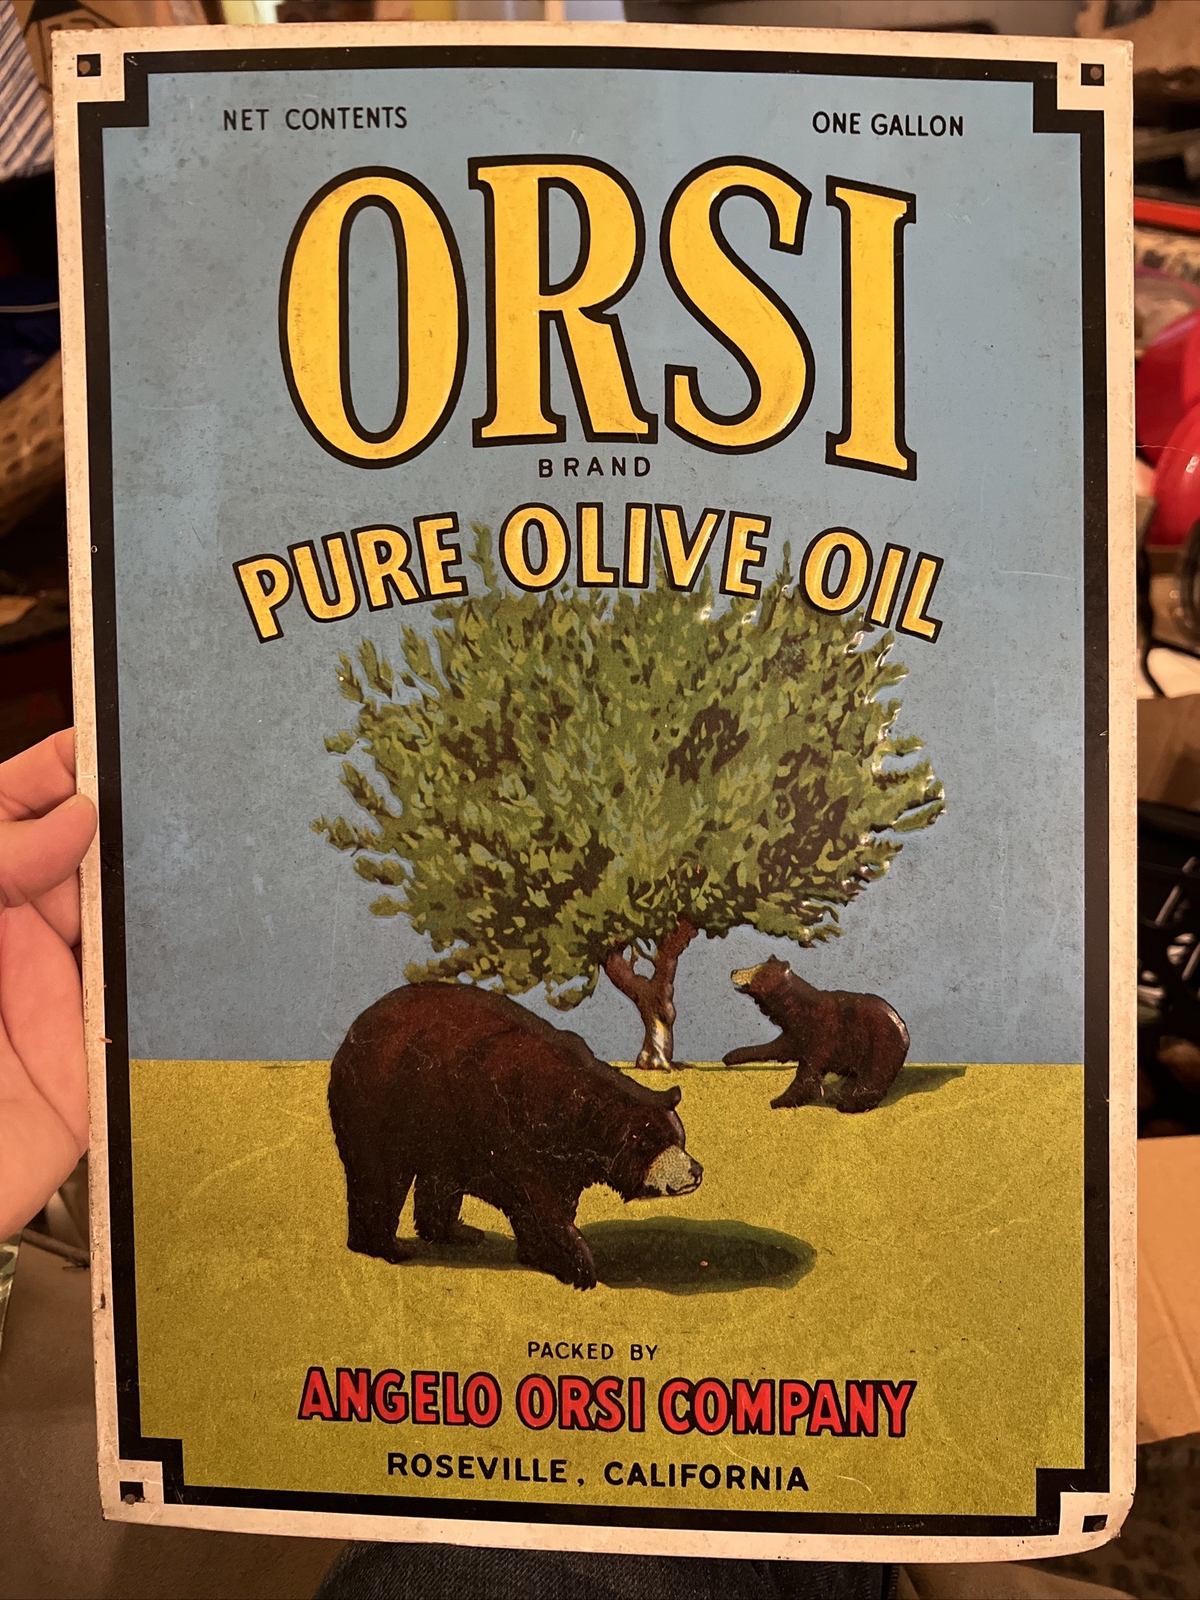 NET CONTENTS ONE GALLON
ORSI
BRAND
PURE OLIVE OIL
PACKED BY
ANGELO ORSI COMPANY
ROSEVILLE, CALIFORNIA